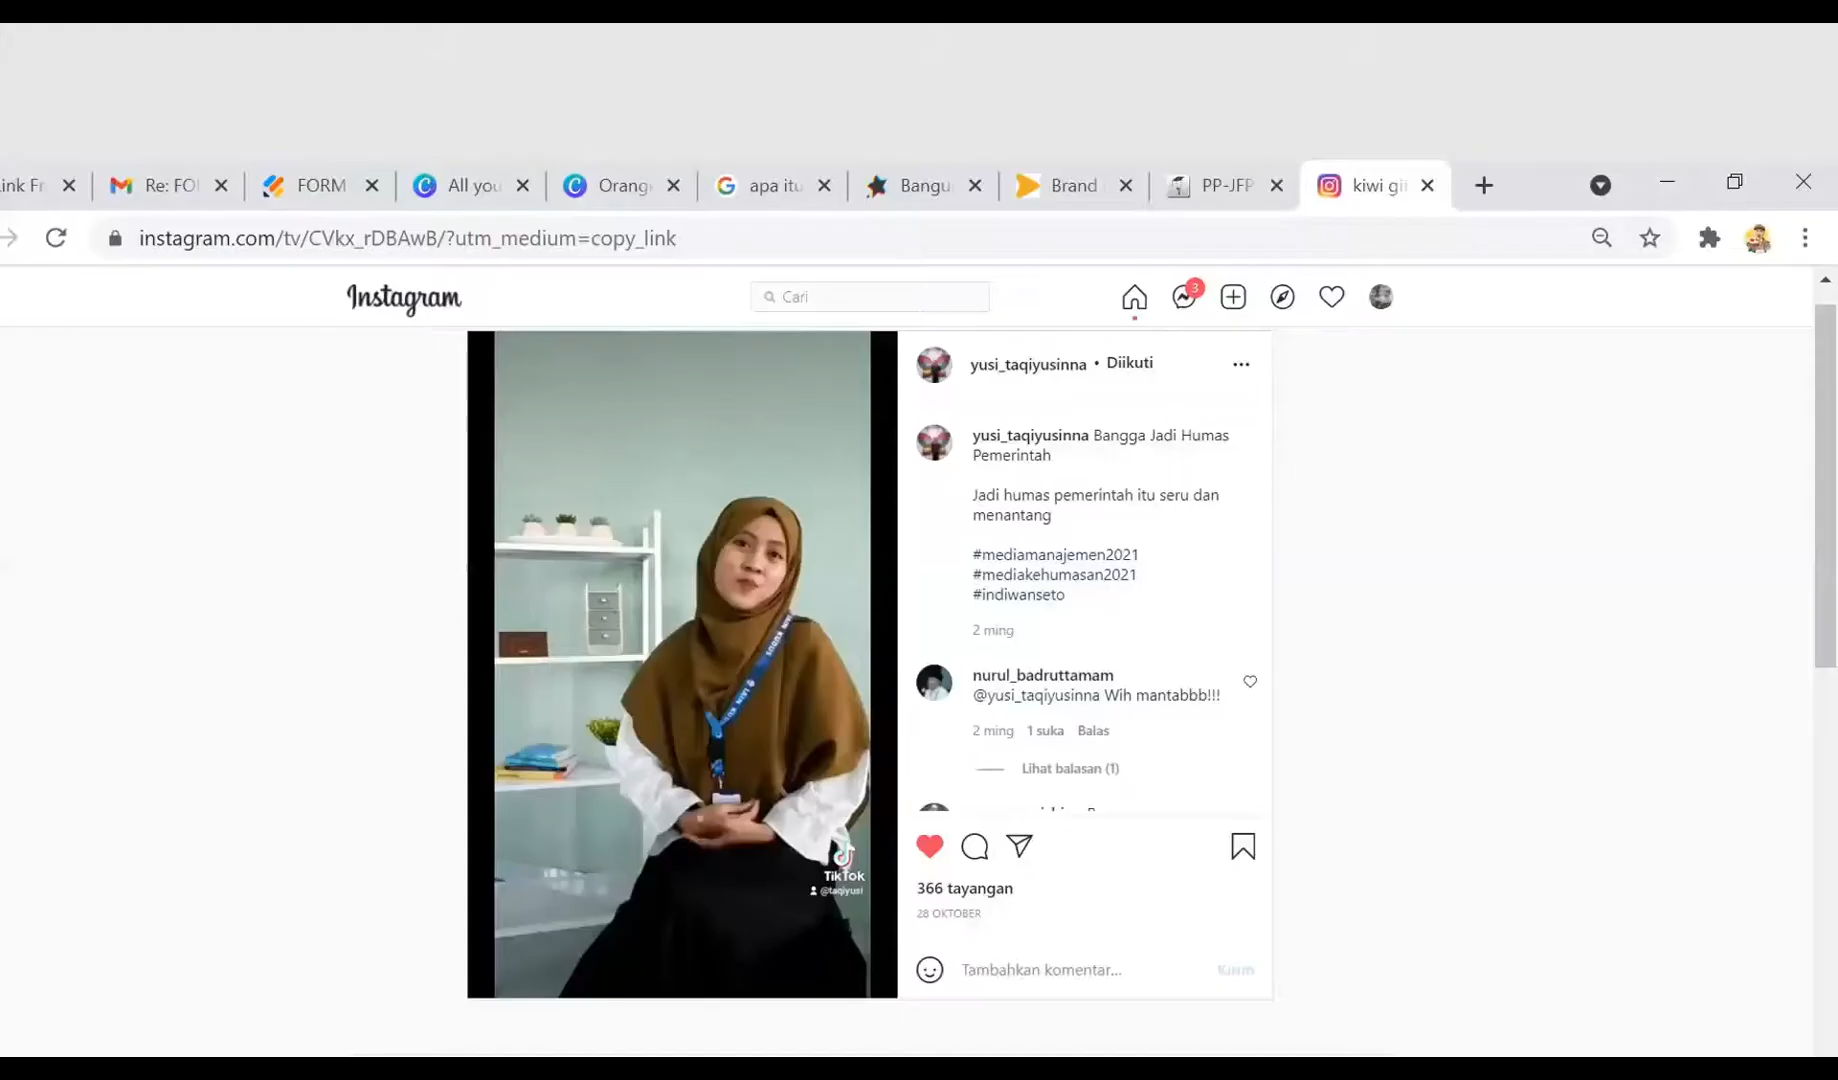 ink Fr
Re: FO
FORM
All you
Orang
apa itu
Bangu
Brand
PP-JFP
kiwi gi
instagram.com/tv/CVkx_rDBAwB/?utm_medium=copy_link
Instagram
Cari
3
yusi_taqiyusinna • Diikuti
yusi_taqiyusinna Bangga Jadi Humas
Pemerintah
Jadi humas pemerintah itu seru dan
menantang
#mediamanajemen2021
#mediakehumasan2021
#indiwanseto
2 ming
nurul_badruttamam
@yusi_taqiyusinna Wih mantabbb!!!
2 ming 1 suka Balas
Lihat balasan (1)
366 tayangan
28 OKTOBER
Tambahkan komentar...
Kirim
IAIN KUDUS
TikTok
@taqiyusi